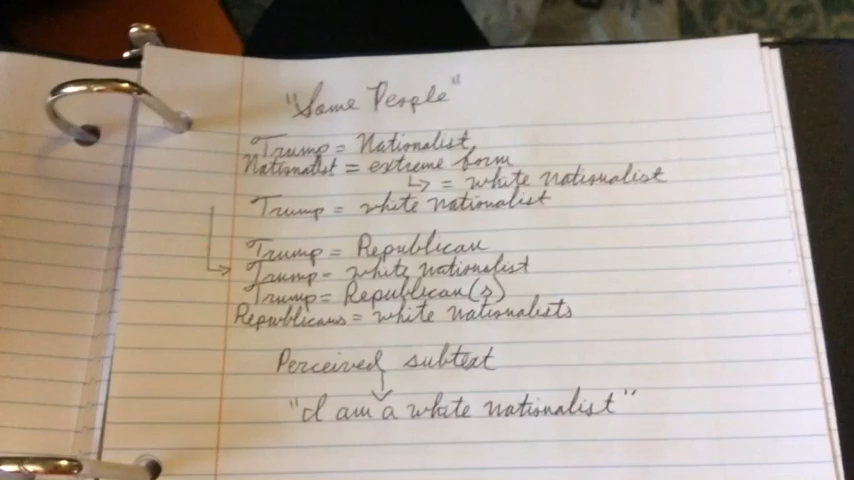 "Some People"
Trump = Nationalist
Nationalist = extreme form
↳ = white nationalist
Trump = white nationalist
Trump = Republican
Trump = white nationalist
Trump = Republican(s)
Republicans = white nationalists
Perceived subtext
"I am a white nationalist"